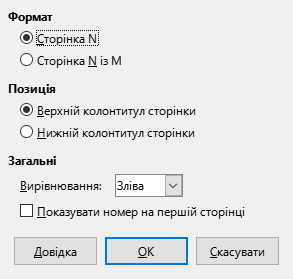 Формат
Сторінка N
Сторінка N із M
Позиція
Верхній колонтитул сторінки
Нижній колонтитул сторінки
Загальні
Вирівнювання: Зліва
Показувати номер на першій сторінці
Довідка OK Скасувати